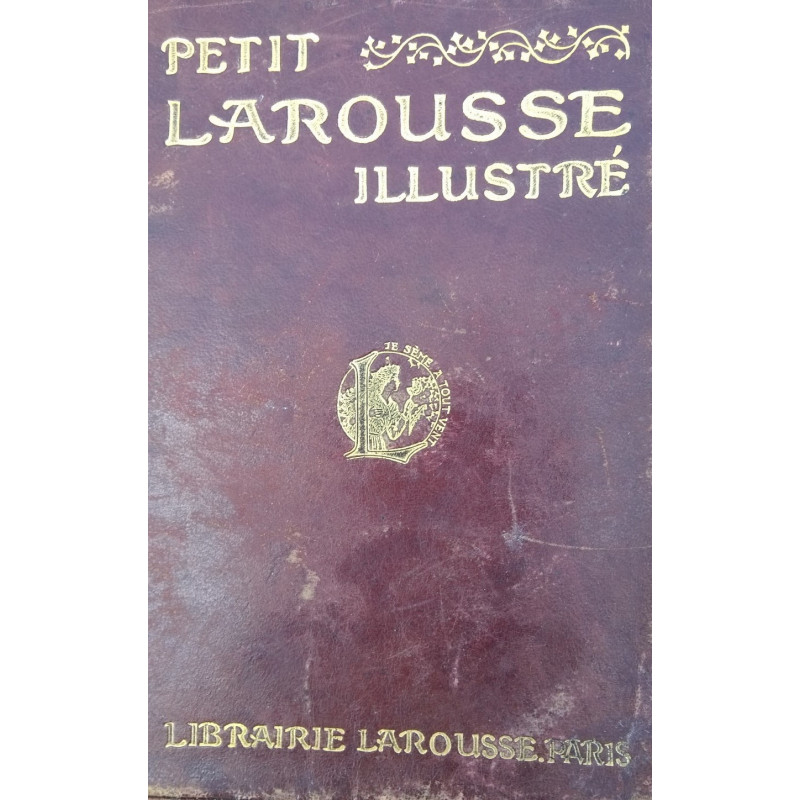 PETIT
LAROUSSE
ILLUSTRÉ
JE SÈME À TOUT VENT
L
LIBRAIRIE LAROUSSE. PARIS